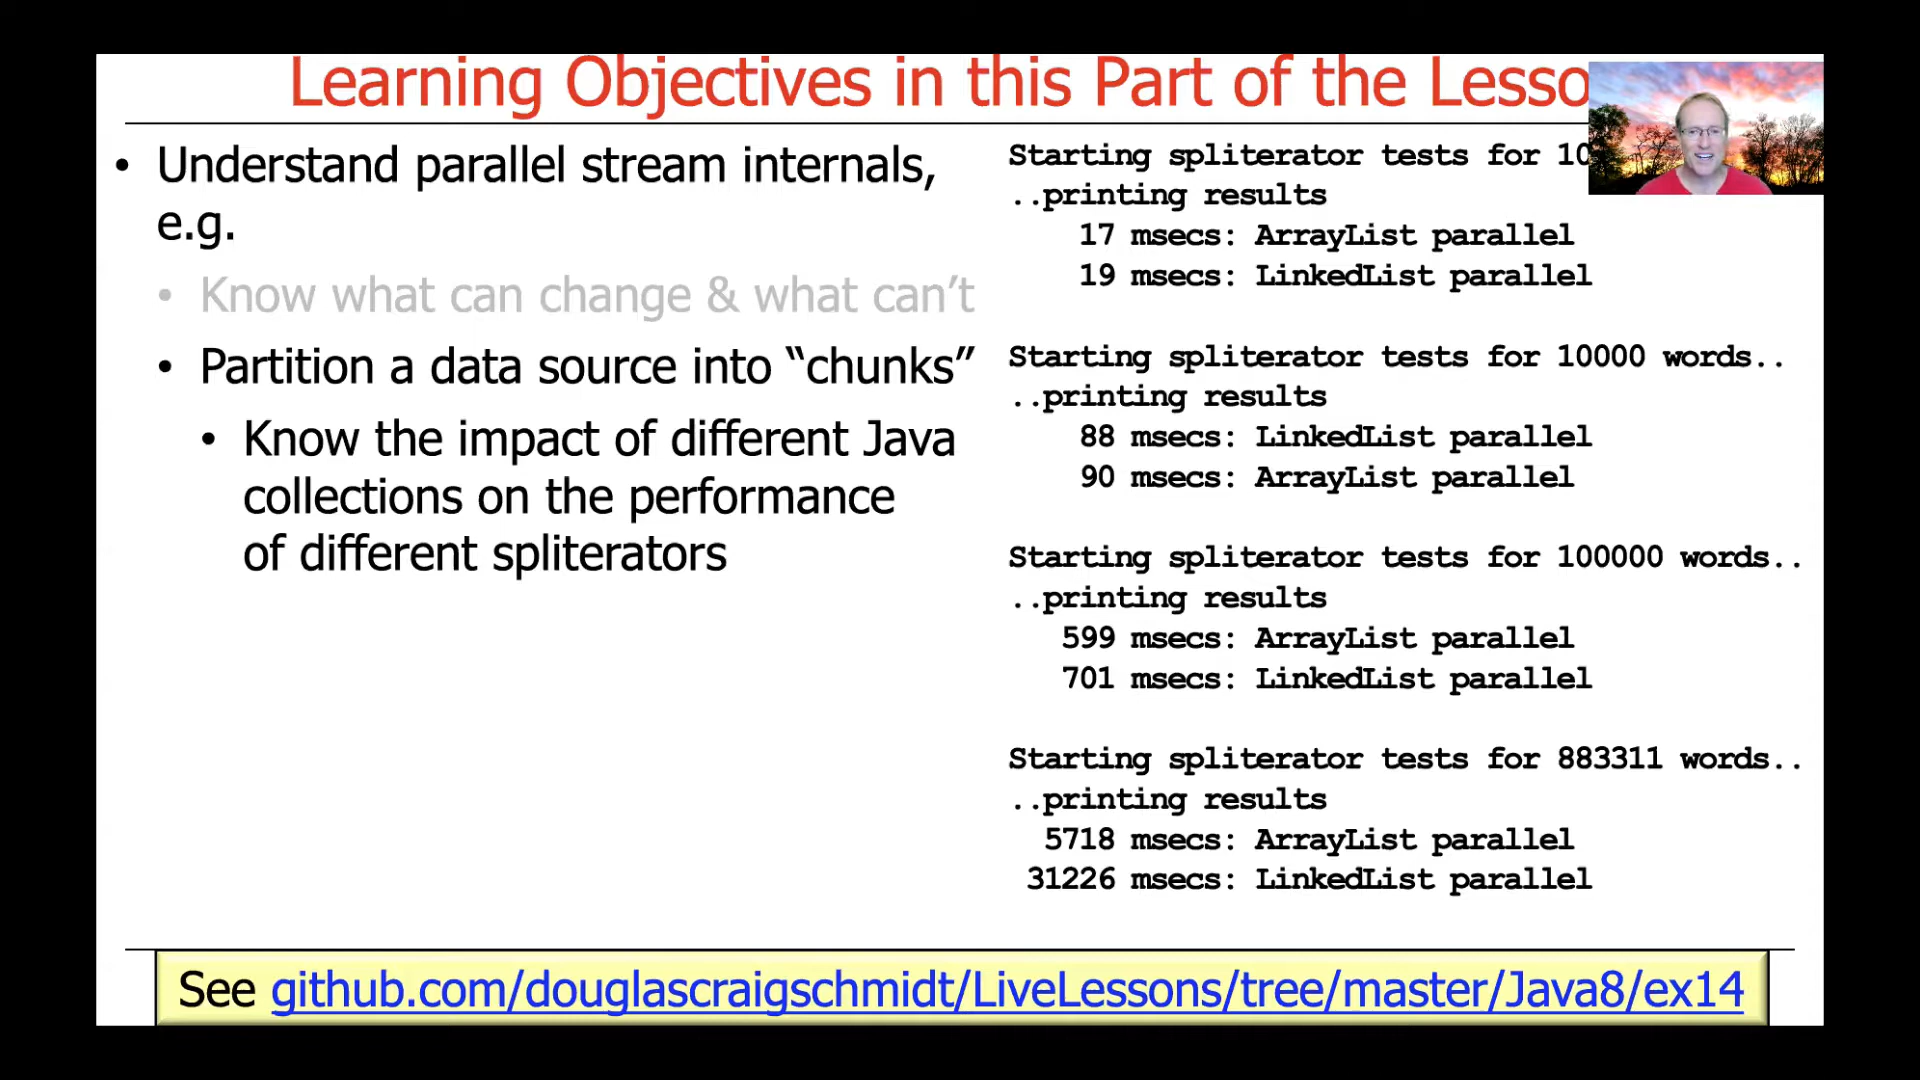 Learning Objectives in this Part of the Lesso
• Understand parallel stream internals,
e.g.
• Know what can change & what can’t
• Partition a data source into “chunks”
• Know the impact of different Java
collections on the performance
of different spliterators
Starting spliterator tests for 10
..printing results
17 msecs: ArrayList parallel
19 msecs: LinkedList parallel
Starting spliterator tests for 10000 words..
..printing results
88 msecs: LinkedList parallel
90 msecs: ArrayList parallel
Starting spliterator tests for 100000 words..
..printing results
599 msecs: ArrayList parallel
701 msecs: LinkedList parallel
Starting spliterator tests for 883311 words..
..printing results
5718 msecs: ArrayList parallel
31226 msecs: LinkedList parallel
See github.com/douglascraigschmidt/LiveLessons/tree/master/Java8/ex14